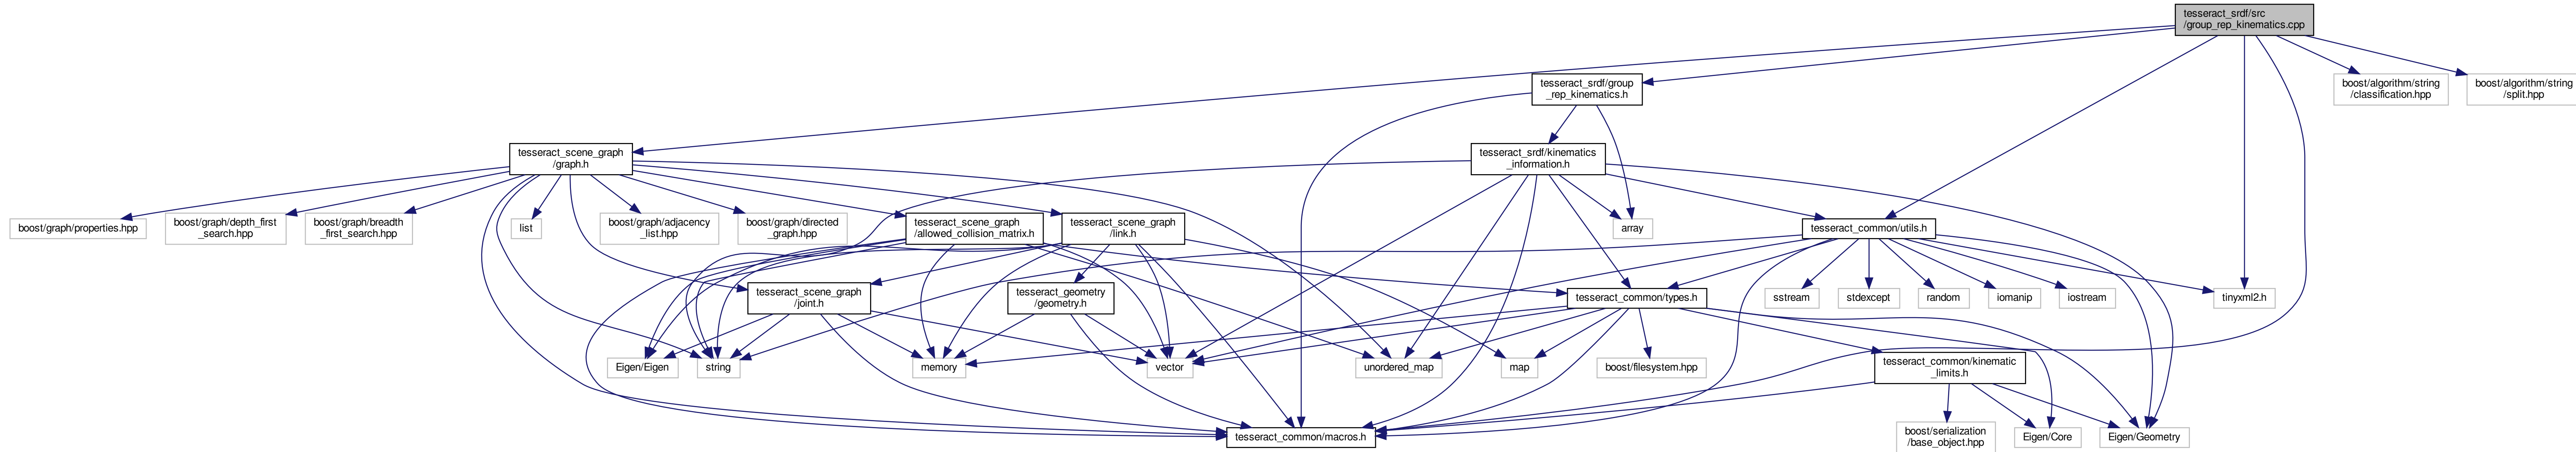 tesseract_srdf/src
/group_rep_kinematics.cpp
tesseract_srdf/group
_rep_kinematics.h
boost/algorithm/string
/classification.hpp
boost/algorithm/string
/split.hpp
tesseract_scene_graph
/graph.h
tesseract_srdf/kinematics
_information.h
boost/graph/properties.hpp
boost/graph/depth_first
_search.hpp
boost/graph/breadth
_first_search.hpp
list
boost/graph/adjacency
_list.hpp
boost/graph/directed
_graph.hpp
tesseract_scene_graph
/allowed_collision_matrix.h
tesseract_scene_graph
/link.h
array
tesseract_common/utils.h
tesseract_scene_graph
/joint.h
tesseract_geometry
/geometry.h
tesseract_common/types.h
sstream
stdexcept
random
iomanip
iostream
tinyxml2.h
Eigen/Eigen
string
memory
vector
unordered_map
map
boost/filesystem.hpp
tesseract_common/kinematic
_limits.h
tesseract_common/macros.h
boost/serialization
/base_object.hpp
Eigen/Core
Eigen/Geometry